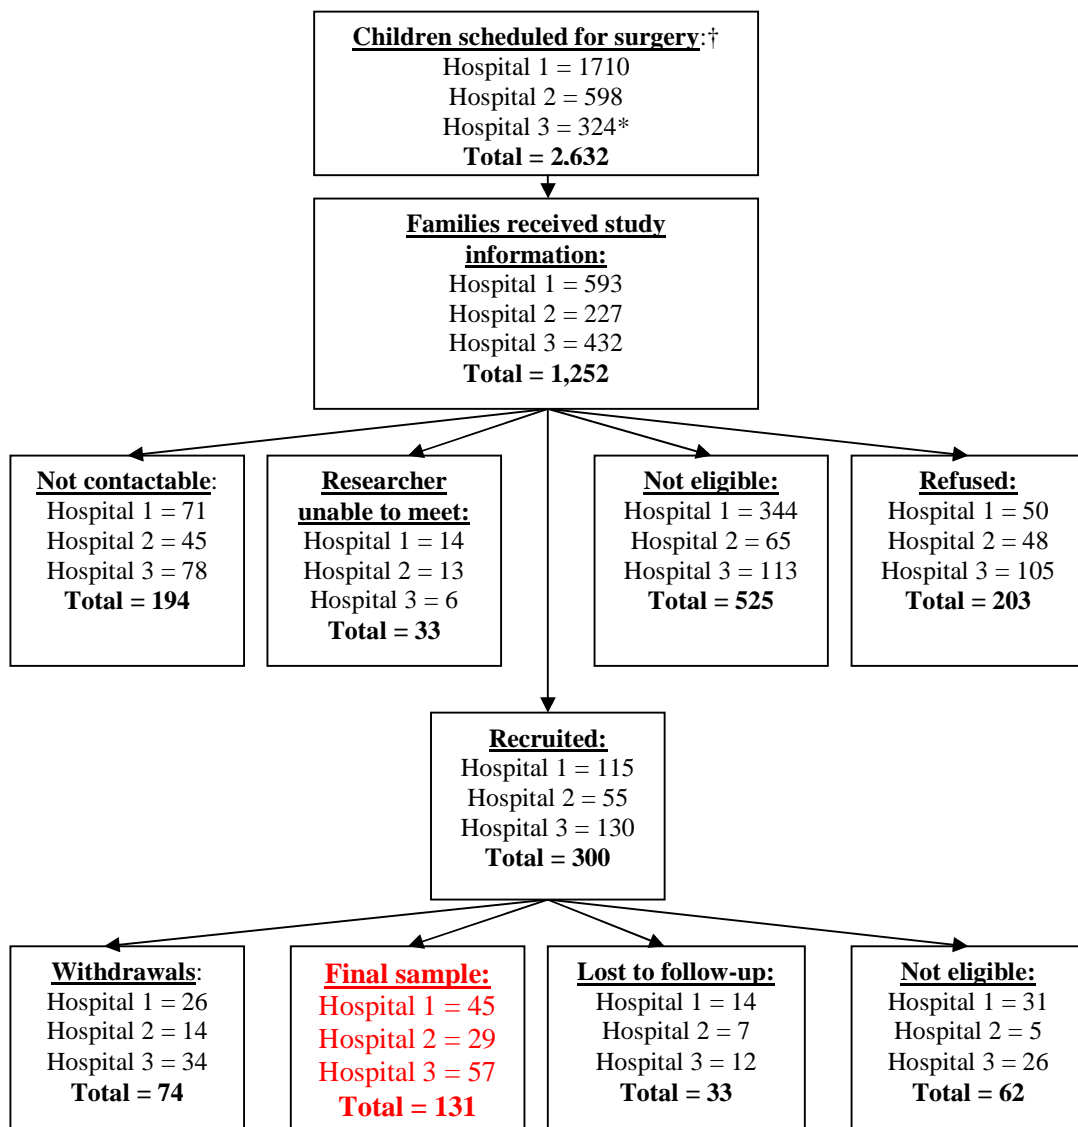 Children scheduled for surgery:†
Hospital 1 = 1710
Hospital 2 = 598
Hospital 3 = 324*
Total = 2,632
Families received study
information:
Hospital 1 = 593
Hospital 2 = 227
Hospital 3 = 432
Total = 1,252
Not contactable:
Hospital 1 = 71
Hospital 2 = 45
Hospital 3 = 78
Total = 194
Researcher
unable to meet:
Hospital 1 = 14
Hospital 2 = 13
Hospital 3 = 6
Total = 33
Not eligible:
Hospital 1 = 344
Hospital 2 = 65
Hospital 3 = 113
Total = 525
Refused:
Hospital 1 = 50
Hospital 2 = 48
Hospital 3 = 105
Total = 203
Recruited:
Hospital 1 = 115
Hospital 2 = 55
Hospital 3 = 130
Total = 300
Withdrawals:
Hospital 1 = 26
Hospital 2 = 14
Hospital 3 = 34
Total = 74
Final sample:
Hospital 1 = 45
Hospital 2 = 29
Hospital 3 = 57
Total = 131
Lost to follow-up:
Hospital 1 = 14
Hospital 2 = 7
Hospital 3 = 12
Total = 33
Not eligible:
Hospital 1 = 31
Hospital 2 = 5
Hospital 3 = 26
Total = 62